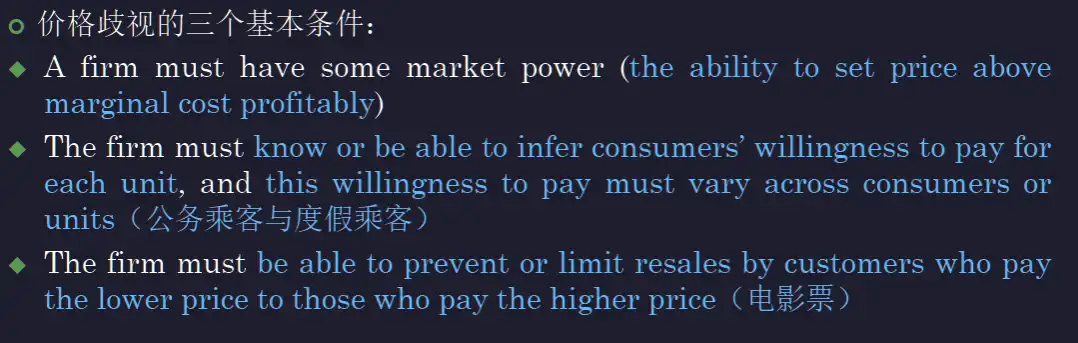 价格歧视的三个基本条件：
A firm must have some market power (the ability to set price above
marginal cost profitably)
The firm must know or be able to infer consumers' willingness to pay for
each unit, and this willingness to pay must vary across consumers or
units（公务乘客与度假乘客）
The firm must be able to prevent or limit resales by customers who pay
the lower price to those who pay the higher price（电影票）